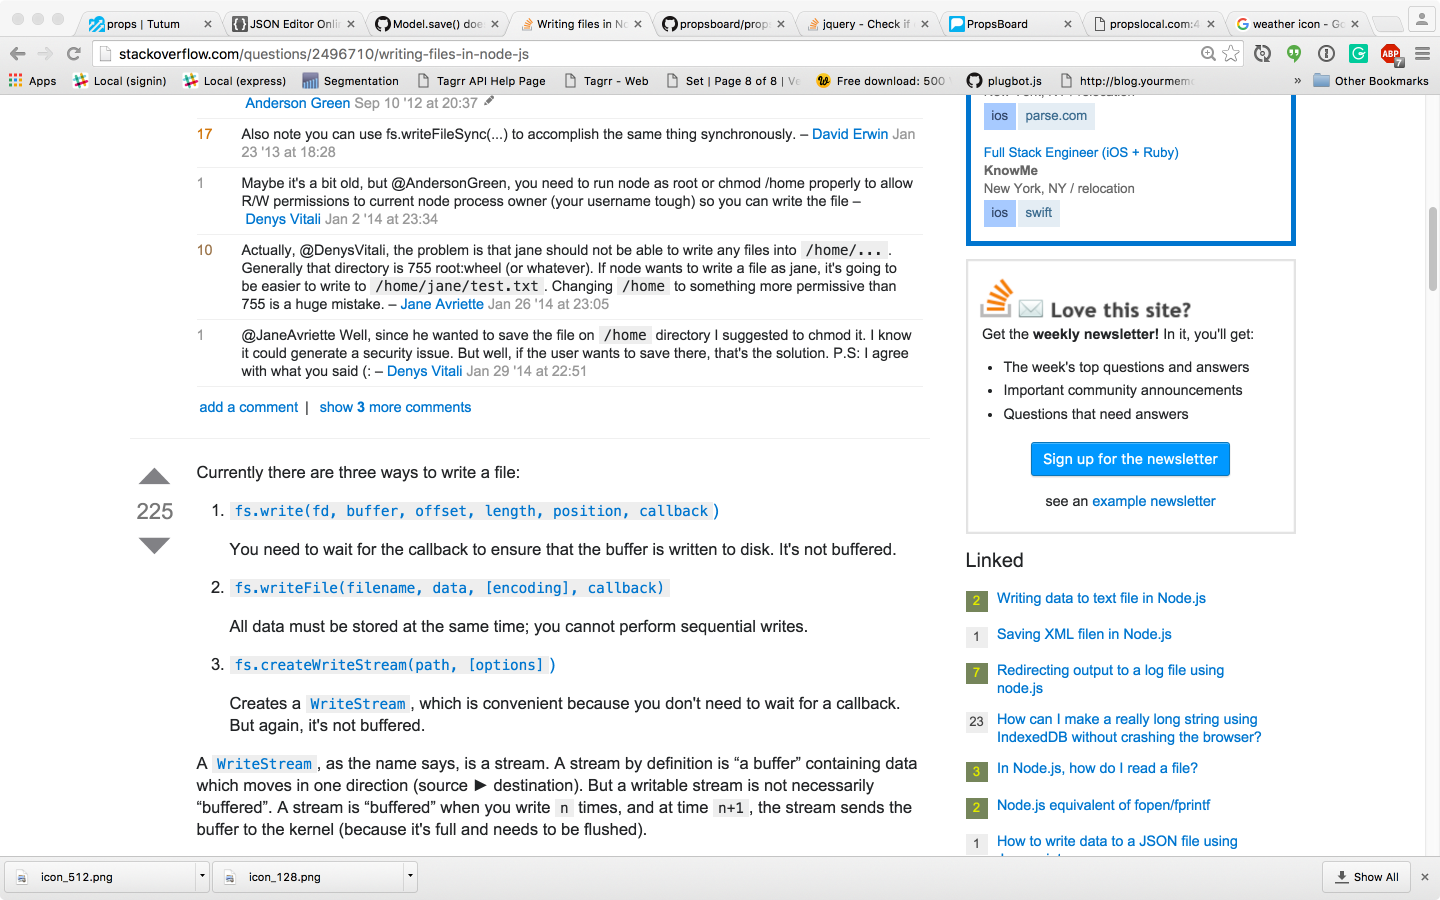 props | Tutum
JSON Editor Onli
Model.save() doe
Writing files in No
propsboard/props
jquery - Check if
PropsBoard
propslocal.com:4
weather icon - Go
stackoverflow.com/questions/2496710/writing-files-in-node-js
ABP
7
Apps
Local (signin)
Local (express)
Segmentation
Tagrr API Help Page
Tagrr - Web
Set | Page 8 of 8 | Ve
Free download: 500
plugbot.js
http://blog.yourmem
»
Other Bookmarks
Anderson Green Sep 10 '12 at 20:37
17
Also note you can use fs.writeFileSync(...) to accomplish the same thing synchronously. – David Erwin Jan
23 '13 at 18:28
1
Maybe it's a bit old, but @AndersonGreen, you need to run node as root or chmod /home properly to allow
R/W permissions to current node process owner (your username tough) so you can write the file –
Denys Vitali Jan 2 '14 at 23:34
10
Actually, @DenysVitali, the problem is that jane should not be able to write any files into /home/... .
Generally that directory is 755 root:wheel (or whatever). If node wants to write a file as jane, it's going to
be easier to write to /home/jane/test.txt . Changing /home to something more permissive than
755 is a huge mistake. – Jane Avriette Jan 26 '14 at 23:05
1
@JaneAvriette Well, since he wanted to save the file on /home directory I suggested to chmod it. I know
it could generate a security issue. But well, if the user wants to save there, that's the solution. P.S: I agree
with what you said (: – Denys Vitali Jan 29 '14 at 22:51
add a comment | show 3 more comments
225
Currently there are three ways to write a file:
1. fs.write(fd, buffer, offset, length, position, callback)
You need to wait for the callback to ensure that the buffer is written to disk. It's not buffered.
2. fs.writeFile(filename, data, [encoding], callback)
All data must be stored at the same time; you cannot perform sequential writes.
3. fs.createWriteStream(path, [options])
Creates a WriteStream, which is convenient because you don't need to wait for a callback.
But again, it's not buffered.
A WriteStream, as the name says, is a stream. A stream by definition is “a buffer” containing data
which moves in one direction (source ► destination). But a writable stream is not necessarily
“buffered”. A stream is “buffered” when you write n times, and at time n+1, the stream sends the
buffer to the kernel (because it's full and needs to be flushed).
New York, NY / relocation
ios parse.com
Full Stack Engineer (iOS + Ruby)
KnowMe
New York, NY / relocation
ios swift
Love this site?
Get the weekly newsletter! In it, you'll get:
• The week's top questions and answers
• Important community announcements
• Questions that need answers
Sign up for the newsletter
see an example newsletter
Linked
2 Writing data to text file in Node.js
1 Saving XML filen in Node.js
7 Redirecting output to a log file using
node.js
23 How can I make a really long string using
IndexedDB without crashing the browser?
3 In Node.js, how do I read a file?
2 Node.js equivalent of fopen/fprintf
1 How to write data to a JSON file using
icon_512.png
icon_128.png
Show All